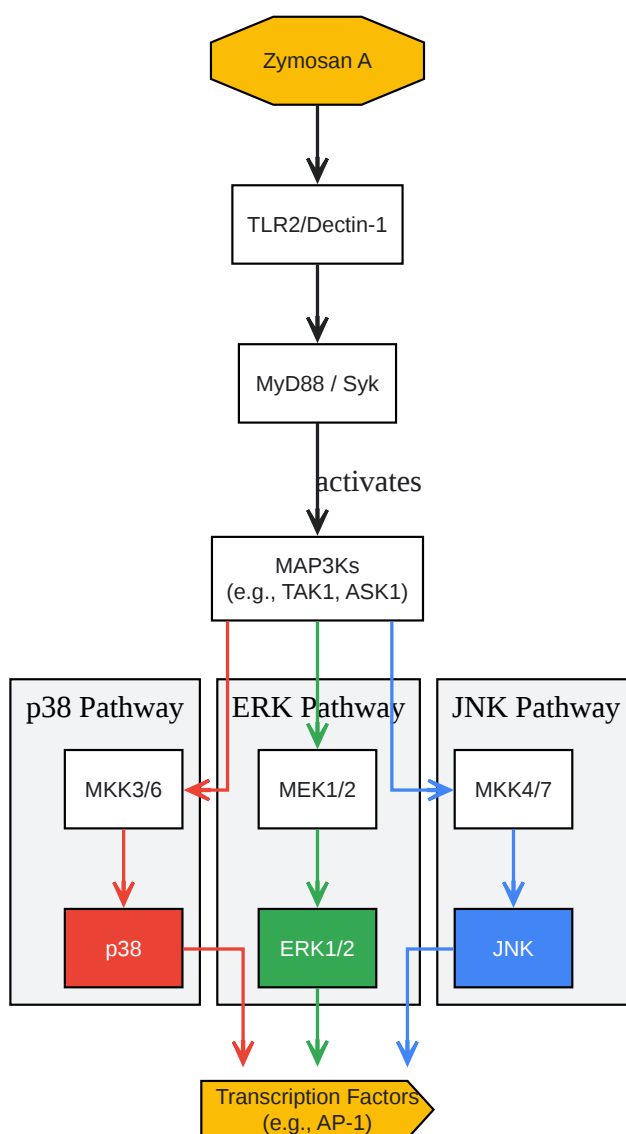 Zymosan A
TLR2/Dectin-1
MyD88 / Syk
activates
MAP3Ks
(e.g., TAK1, ASK1)
p38 Pathway
ERK Pathway
JNK Pathway
MKK3/6
MEK1/2
MKK4/7
p38
ERK1/2
JNK
Transcription Factors
(e.g., AP-1)